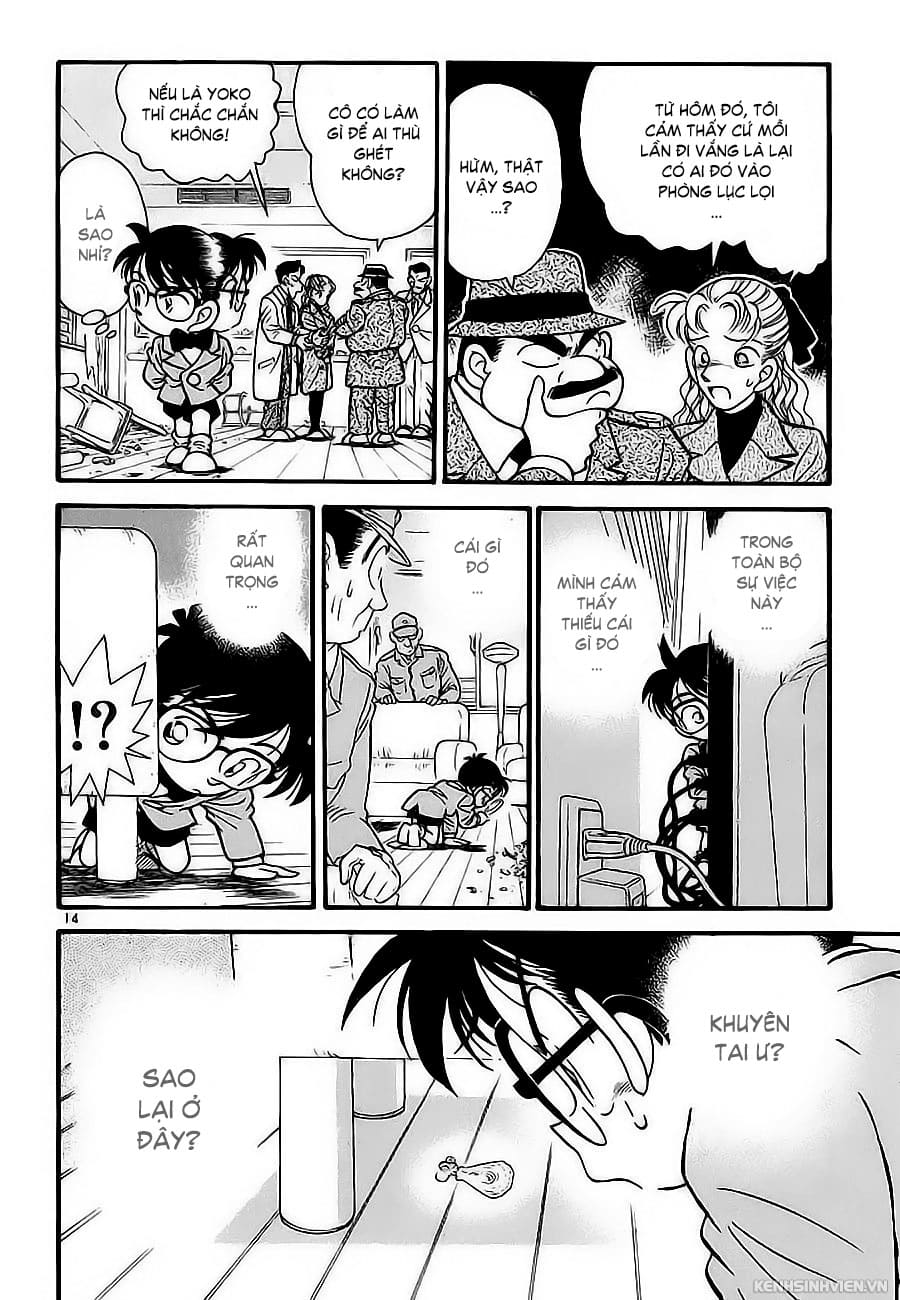 TỪ HÔM ĐÓ, TÔI
CẢM THẤY CỨ MỖI
LẦN ĐI VẮNG LÀ LẠI
CÓ AI ĐÓ VÀO
PHÒNG LỤC LỌI
...
HỪM, THẬT
VẬY SAO
...?
CÔ CÓ LÀM
GÌ ĐỂ AI THÙ
GHÉT
KHÔNG?
NẾU LÀ YOKO
THÌ CHẮC CHẮN
KHÔNG!
LÀ
SAO
NHỈ?
TRONG
TOÀN BỘ
SỰ VIỆC
NÀY
...
MÌNH CẢM
THẤY
THIẾU CÁI
GÌ ĐÓ
...
CÁI GÌ
ĐÓ
...
RẤT
QUAN
TRỌNG
...
!?
14
KHUYÊN
TAI Ư?
SAO
LẠI Ở
ĐÂY?
KENHSINHVIEN.VN